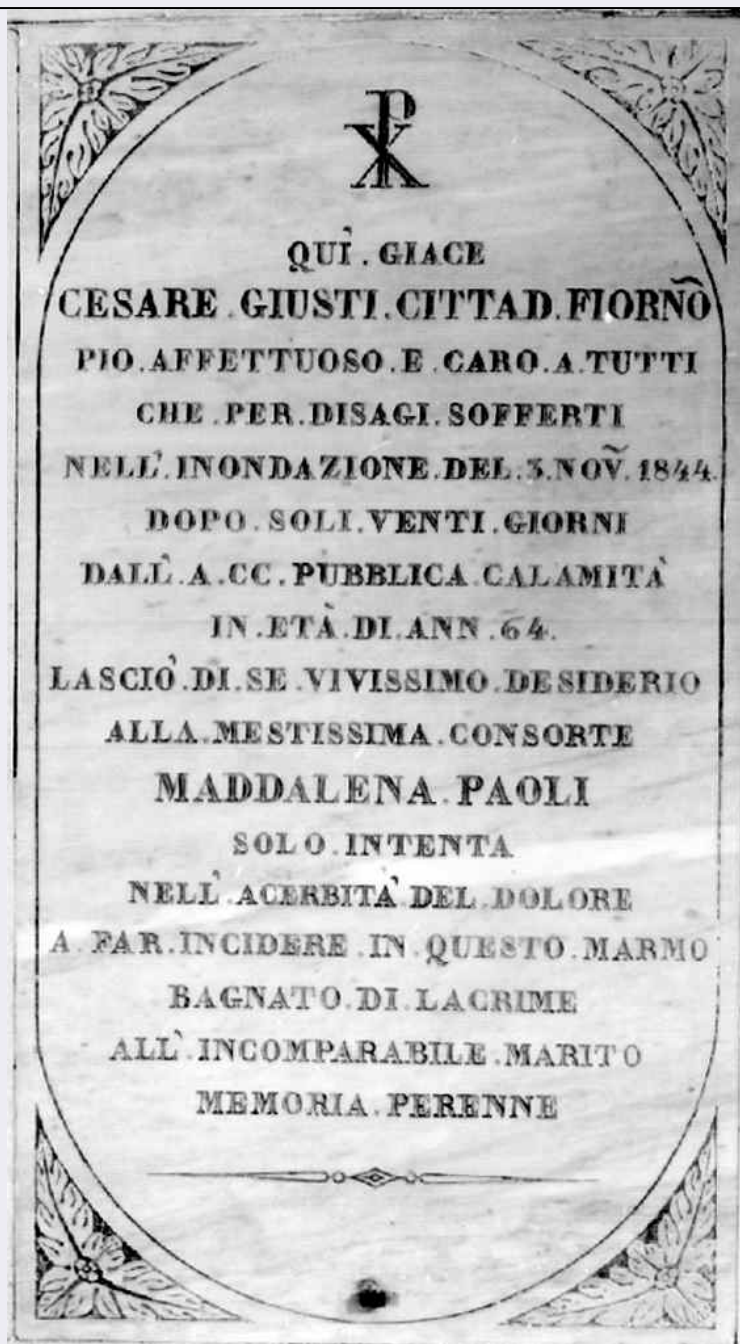 ☧
QUÌ . GIACE
CESARE . GIUSTI . CITTAD . FIORNÕ
PIO . AFFETTUOSO . E . CARO . A . TUTTI
CHE . PER . DISAGI . SOFFERTI
NELL' . INONDAZIONE . DEL . 3 . NOṼ . 1844 .
DOPO . SOLI . VENTI . GIORNI
DALL' . A . CC . PUBBLICA . CALAMITÀ
IN . ETÀ . DI . ANN . 64 .
LASCIÒ . DI . SE . VIVISSIMO . DESIDERIO
ALLA . MESTISSIMA . CONSORTE
MADDALENA . PAOLI
SOLO . INTENTA
NELL' . ACERBITÀ DEL . DOLORE
A . FAR . INCIDERE . IN . QUESTO . MARMO
BAGNATO . DI . LACRIME
ALL' . INCOMPARABILE . MARITO
MEMORIA . PERENNE